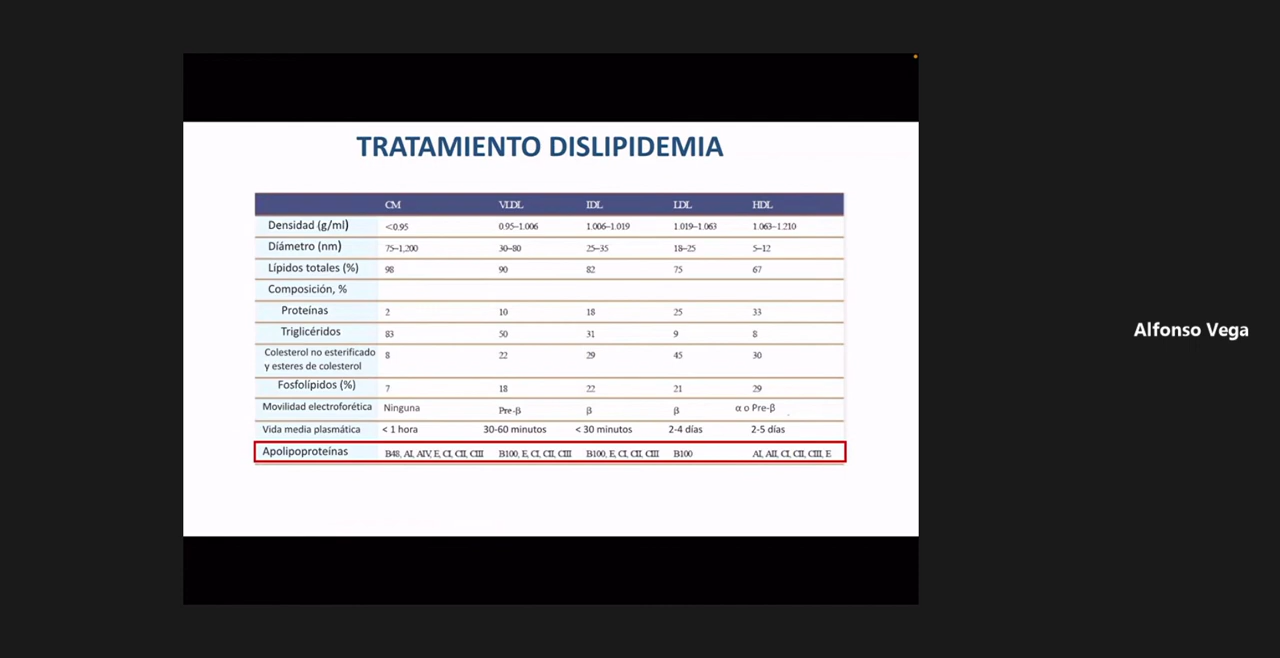 TRATAMIENTO DISLIPIDEMIA
CM VLDL IDL LDL HDL
Densidad (g/ml) <0.95 0.95–1.006 1.006–1.019 1.019–1.063 1.063–1.210
Diámetro (nm) 75–1,200 30–80 25–35 18–25 5–12
Lípidos totales (%) 98 90 82 75 67
Composición, %
Proteínas 2 10 18 25 33
Triglicéridos 83 50 31 9 8
Colesterol no esterificado 8 22 29 45 30
y esteres de colesterol
Fosfolípidos (%) 7 18 22 21 29
Movilidad electroforética Ninguna Pre-β β β α o Pre-β
Vida media plasmática < 1 hora 30-60 minutos < 30 minutos 2-4 días 2-5 días
Apolipoproteínas B48, AI, AIV, E, CI, CII, CIII B100, E, CI, CII, CIII B100, E, CI, CII, CIII B100 AI, AII, CI, CII, CIII, E
Alfonso Vega